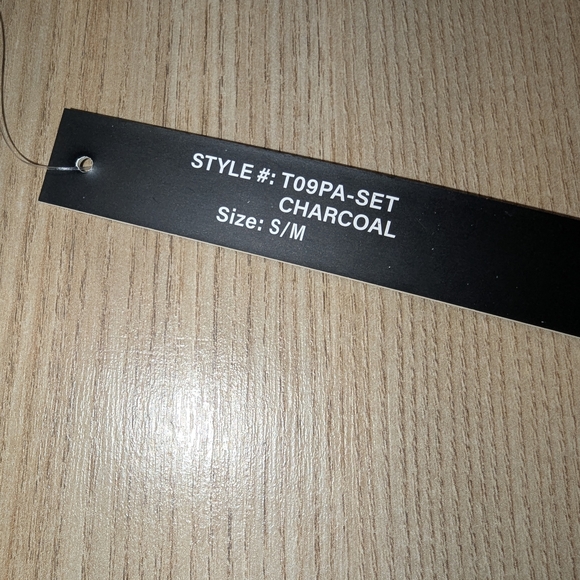 STYLE #: T09PA-SET
CHARCOAL
Size: S/M